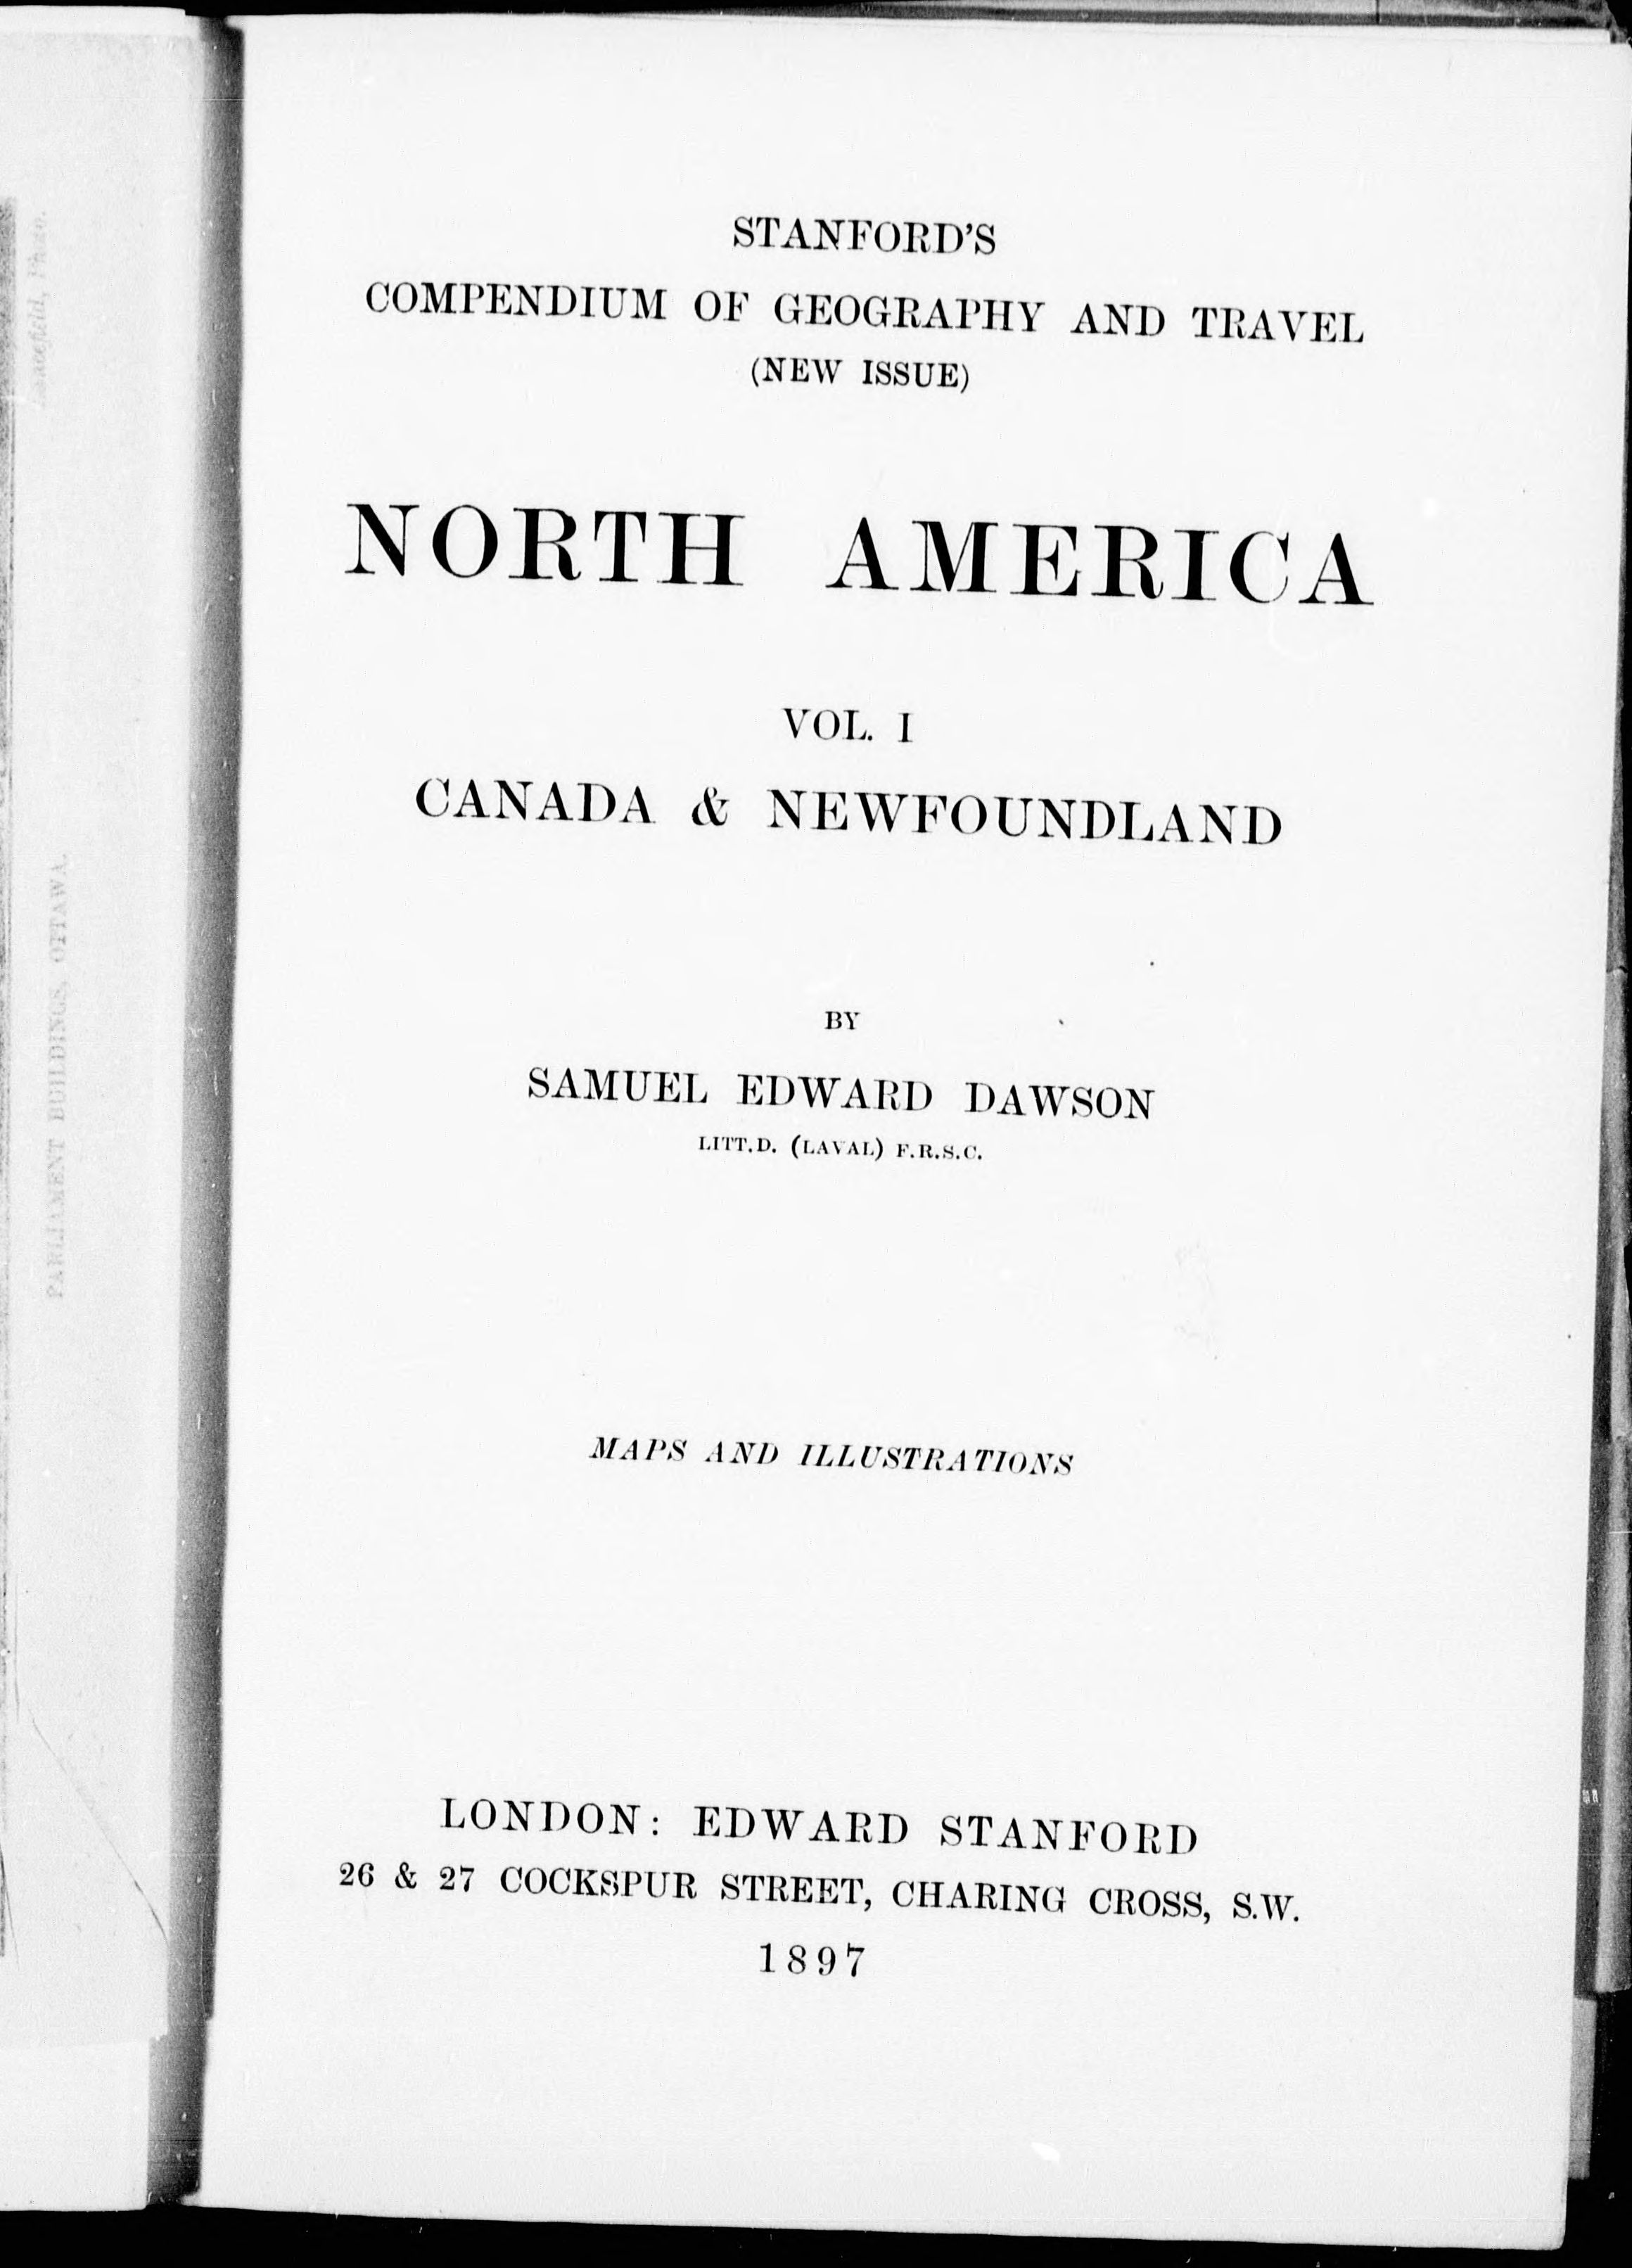 STANFORD'S
COMPENDIUM OF GEOGRAPHY AND TRAVEL
(NEW ISSUE)
NORTH AMERICA
VOL. I
CANADA & NEWFOUNDLAND
BY
SAMUEL EDWARD DAWSON
LITT.D. (LAVAL) F.R.S.C.
MAPS AND ILLUSTRATIONS
LONDON: EDWARD STANFORD
26 & 27 COCKSPUR STREET, CHARING CROSS, S.W.
1897
PARLIAMENT BUILDINGS, OTTAWA.
Photo.